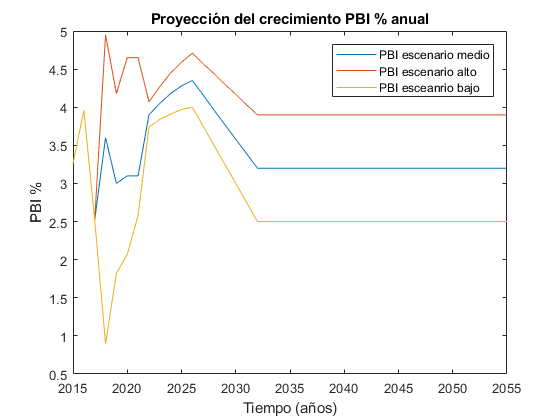 Proyección del crecimiento PBI % anual
PBI escenario medio
PBI escenario alto
PBI esceanrio bajo
5
4.5
4
3.5
3
2.5
2
1.5
1
0.5
PBI %
2015 2020 2025 2030 2035 2040 2045 2050 2055
Tiempo (años)